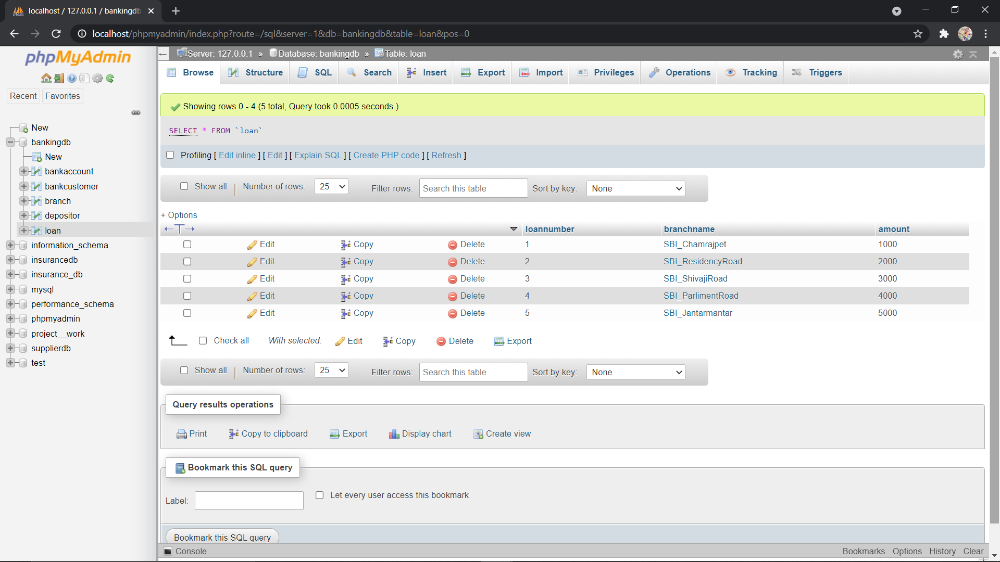 localhost / 127.0.0.1 / bankingdb
localhost/phpmyadmin/index.php?route=/sql&server=1&db=bankingdb&table=loan&pos=0
phpMyAdmin
Recent Favorites
New
bankingdb
New
bankaccount
bankcustomer
branch
depositor
loan
information_schema
insurancedb
insurance_db
mysql
performance_schema
phpmyadmin
project__work
supplierdb
test
Server: 127.0.0.1 » Database: bankingdb » Table: loan
Browse Structure SQL Search Insert Export Import Privileges Operations Tracking Triggers
Showing rows 0 - 4 (5 total, Query took 0.0005 seconds.)
SELECT * FROM `loan`
Profiling [ Edit inline ] [ Edit ] [ Explain SQL ] [ Create PHP code ] [ Refresh ]
Show all | Number of rows: 25 Filter rows: Search this table Sort by key: None
+ Options
←T→ loannumber branchname amount
Edit Copy Delete 1 SBI_Chamrajpet 1000
Edit Copy Delete 2 SBI_ResidencyRoad 2000
Edit Copy Delete 3 SBI_ShivajiRoad 3000
Edit Copy Delete 4 SBI_ParlimentRoad 4000
Edit Copy Delete 5 SBI_Jantarmantar 5000
Check all With selected: Edit Copy Delete Export
Show all | Number of rows: 25 Filter rows: Search this table Sort by key: None
Query results operations
Print Copy to clipboard Export Display chart Create view
Bookmark this SQL query
Label: Let every user access this bookmark
Bookmark this SQL query
Console Bookmarks Options History Clear